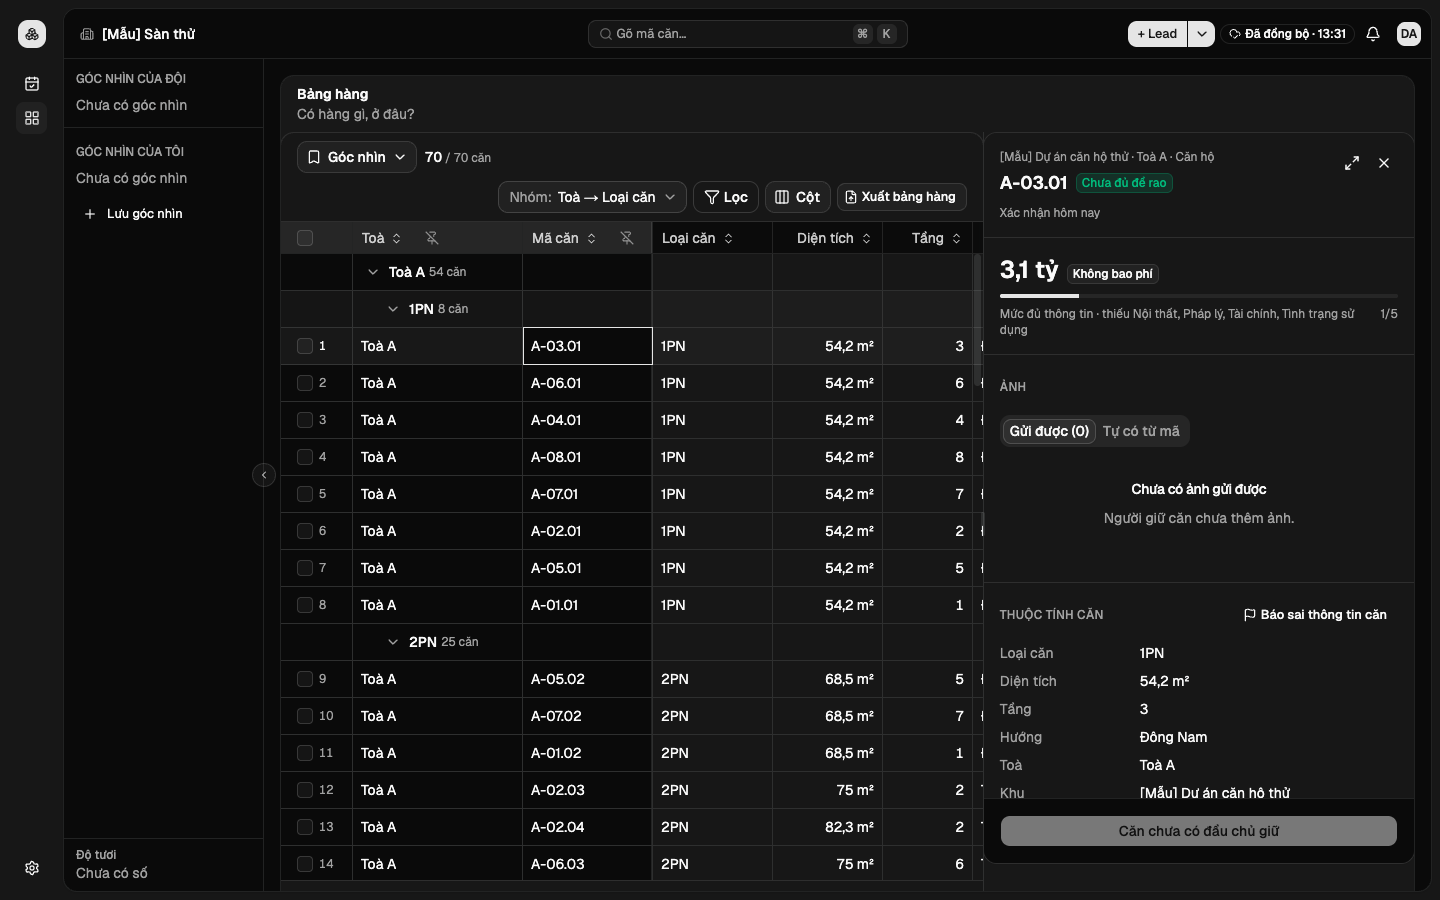 [Mẫu] Sàn thử
Gõ mã căn...
⌘ K
+ Lead
Đã đồng bộ · 13:31
DA
GÓC NHÌN CỦA ĐỘI
Chưa có góc nhìn
GÓC NHÌN CỦA TÔI
Chưa có góc nhìn
+ Lưu góc nhìn
Độ tươi
Chưa có số
Bảng hàng
Có hàng gì, ở đâu?
Góc nhìn
70 / 70 căn
Nhóm: Toà → Loại căn
Lọc
Cột
Xuất bảng hàng
Toà Mã căn Loại căn Diện tích Tầng
Toà A 54 căn
1PN 8 căn
1 Toà A A-03.01 1PN 54,2 m² 3
2 Toà A A-06.01 1PN 54,2 m² 6
3 Toà A A-04.01 1PN 54,2 m² 4
4 Toà A A-08.01 1PN 54,2 m² 8
5 Toà A A-07.01 1PN 54,2 m² 7
6 Toà A A-02.01 1PN 54,2 m² 2
7 Toà A A-05.01 1PN 54,2 m² 5
8 Toà A A-01.01 1PN 54,2 m² 1
2PN 25 căn
9 Toà A A-05.02 2PN 68,5 m² 5
10 Toà A A-07.02 2PN 68,5 m² 7
11 Toà A A-01.02 2PN 68,5 m² 1
12 Toà A A-02.03 2PN 75 m² 2
13 Toà A A-02.04 2PN 82,3 m² 2
14 Toà A A-06.03 2PN 75 m² 6
[Mẫu] Dự án căn hộ thử · Toà A · Căn hộ
A-03.01 Chưa đủ để rao
Xác nhận hôm nay
3,1 tỷ Không bao phí
Mức đủ thông tin · thiếu Nội thất, Pháp lý, Tài chính, Tình trạng sử dụng 1/5
ẢNH
Gửi được (0) Tự có từ mã
Chưa có ảnh gửi được
Người giữ căn chưa thêm ảnh.
THUỘC TÍNH CĂN
Báo sai thông tin căn
Loại căn 1PN
Diện tích 54,2 m²
Tầng 3
Hướng Đông Nam
Toà Toà A
Khu [Mẫu] Dự án căn hộ thử
Căn chưa có đầu chủ giữ